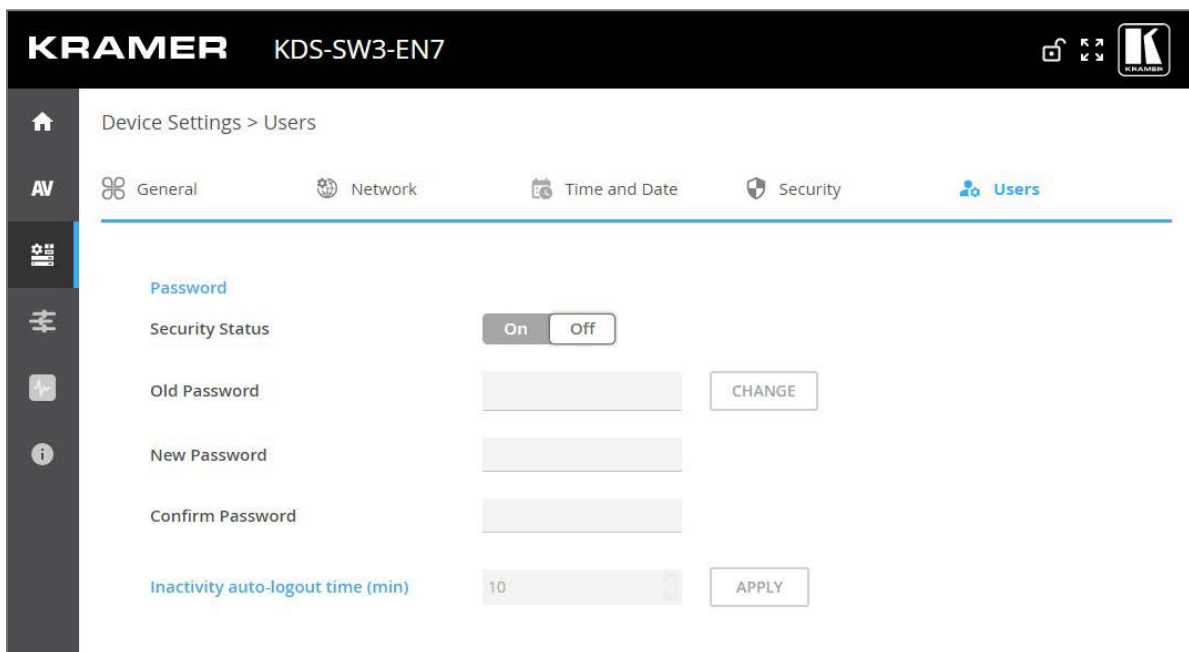 KRAMER KDS-SW3-EN7
KRAMER
Device Settings > Users
AV
General Network Time and Date Security Users
Password
Security Status On Off
Old Password CHANGE
New Password
Confirm Password
Inactivity auto-logout time (min) 10 APPLY